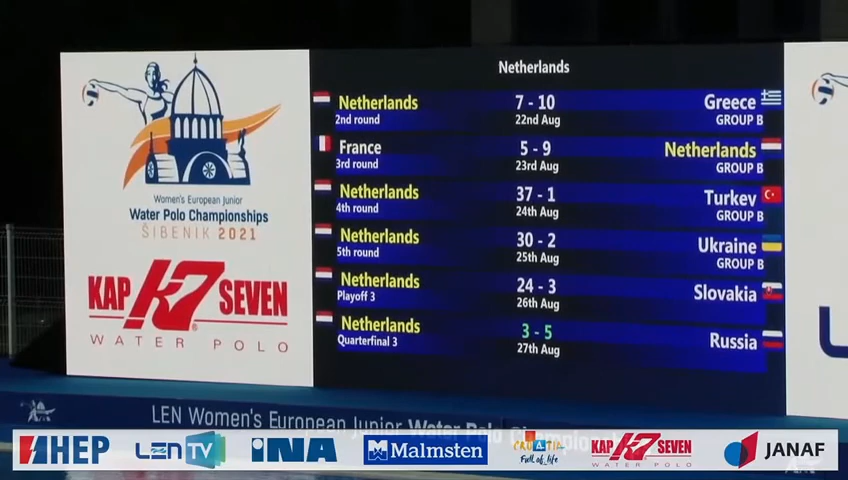 Women's European Junior
Water Polo Championships
ŠIBENIK 2021
KAP K7 SEVEN
WATER POLO
Netherlands
Netherlands 7 - 10 Greece
2nd round 22nd Aug GROUP B
France 5 - 9 Netherlands
3rd round 23rd Aug GROUP B
Netherlands 37 - 1 Turkey
4th round 24th Aug GROUP B
Netherlands 30 - 2 Ukraine
5th round 25th Aug GROUP B
Netherlands 24 - 3 Slovakia
Playoff 3 26th Aug
Netherlands 3 - 5 Russia
Quarterfinal 3 27th Aug
LEN Women's European Junior Water Polo Championships
HEP LEN TV INA Malmsten CROATIA Full of life KAP K7 SEVEN WATER POLO JANAF